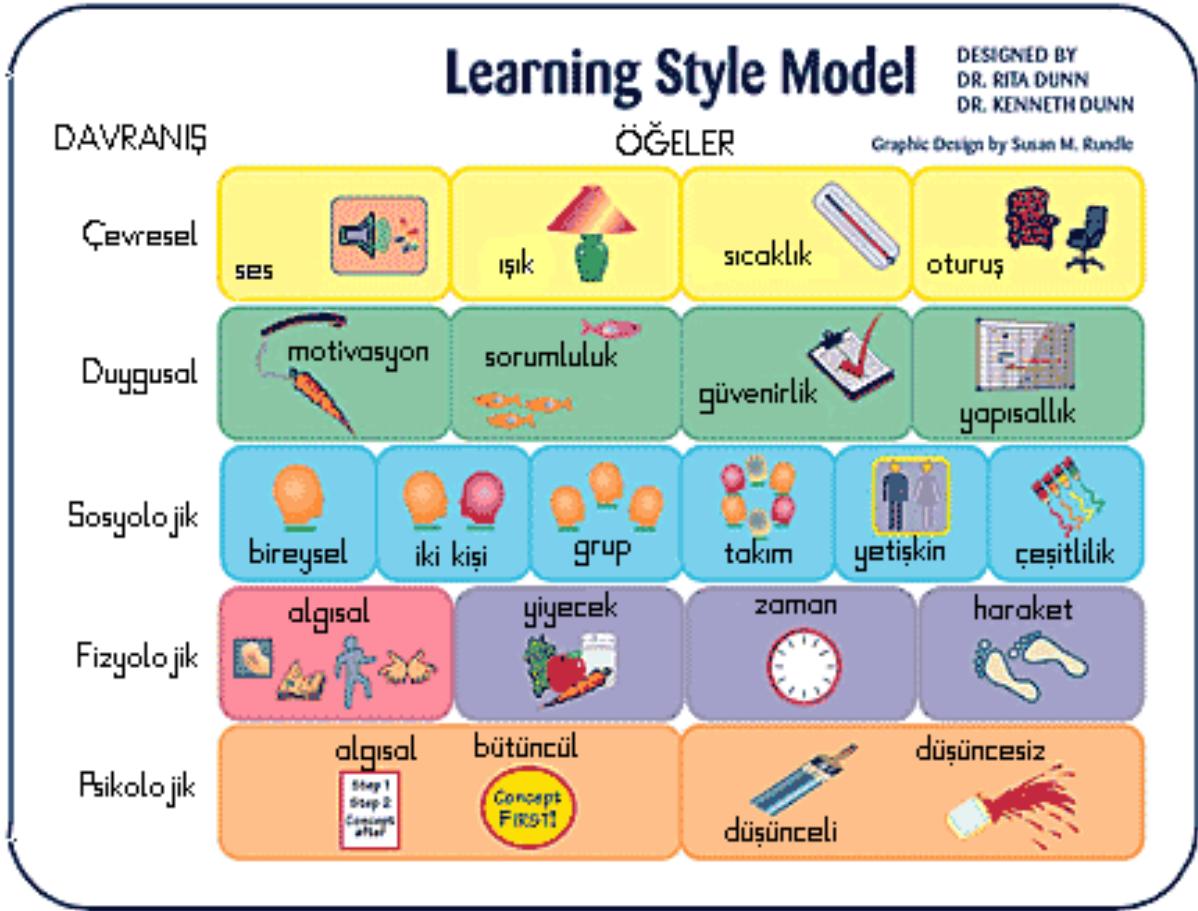 Learning Style Model
DESIGNED BY
DR. RITA DUNN
DR. KENNETH DUNN
DAVRANIŞ
ÖĞELER
Graphic Design by Susan M. Rundle
Çevresel
ses
ışık
sıcaklık
oturuş
Duygusal
motivasyon
sorumluluk
güvenirlik
yapısallık
Sosyolojik
bireysel
iki kişi
grup
takım
yetişkin
çeşitlilik
Fizyolojik
algısal
yiyecek
zaman
haraket
Psikolojik
algısal
Step 1
Step 2
Concept
after
bütüncül
Concept
FIRST!
düşünceli
düşüncesiz